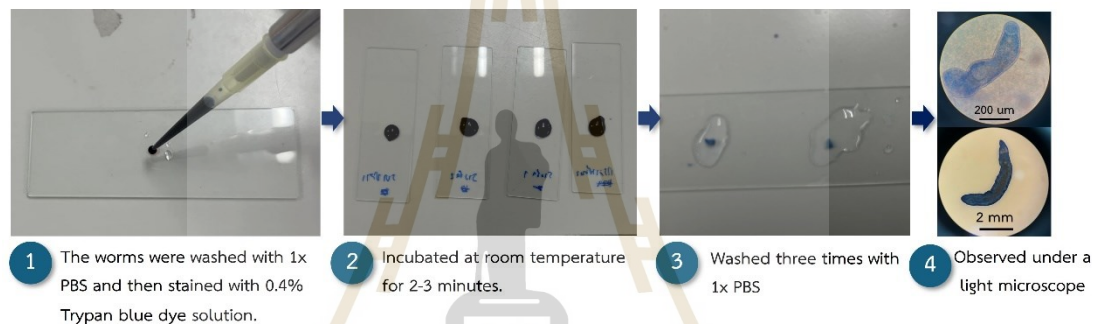 1
The worms were washed with 1x
PBS and then stained with 0.4%
Trypan blue dye solution.
2
Incubated at room temperature
for 2-3 minutes.
3
Washed three times with
1x PBS
200 um
2 mm
4
Observed under a
light microscope